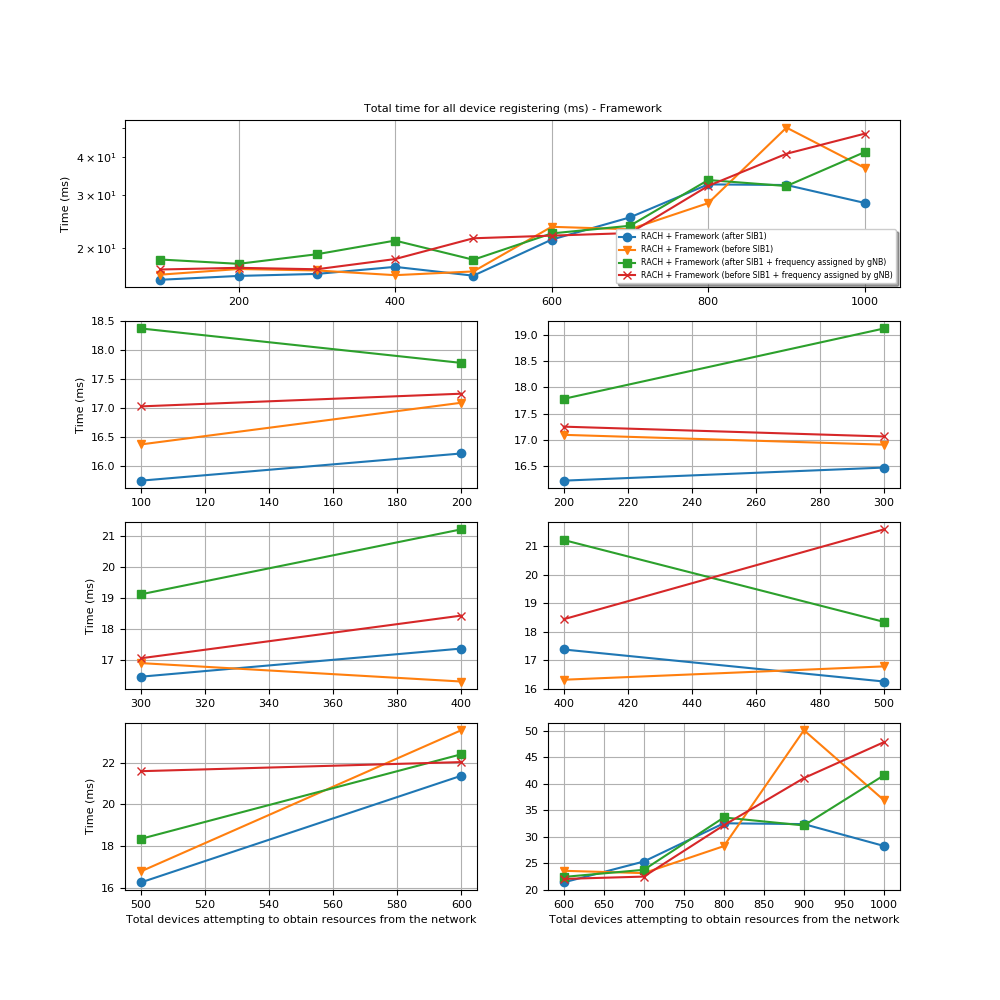 Total time for all device registering (ms) - Framework
Time (ms)
4 × 10¹
3 × 10¹
2 × 10¹
200 400 600 800 1000
RACH + Framework (after SIB1)
RACH + Framework (before SIB1)
RACH + Framework (after SIB1 + frequency assigned by gNB)
RACH + Framework (before SIB1 + frequency assigned by gNB)
Time (ms)
18.5
18.0
17.5
17.0
16.5
16.0
100 120 140 160 180 200
19.0
18.5
18.0
17.5
17.0
16.5
200 220 240 260 280 300
Time (ms)
21
20
19
18
17
300 320 340 360 380 400
21
20
19
18
17
16
400 420 440 460 480 500
Time (ms)
22
20
18
16
500 520 540 560 580 600
Total devices attempting to obtain resources from the network
50
45
40
35
30
25
20
600 650 700 750 800 850 900 950 1000
Total devices attempting to obtain resources from the network